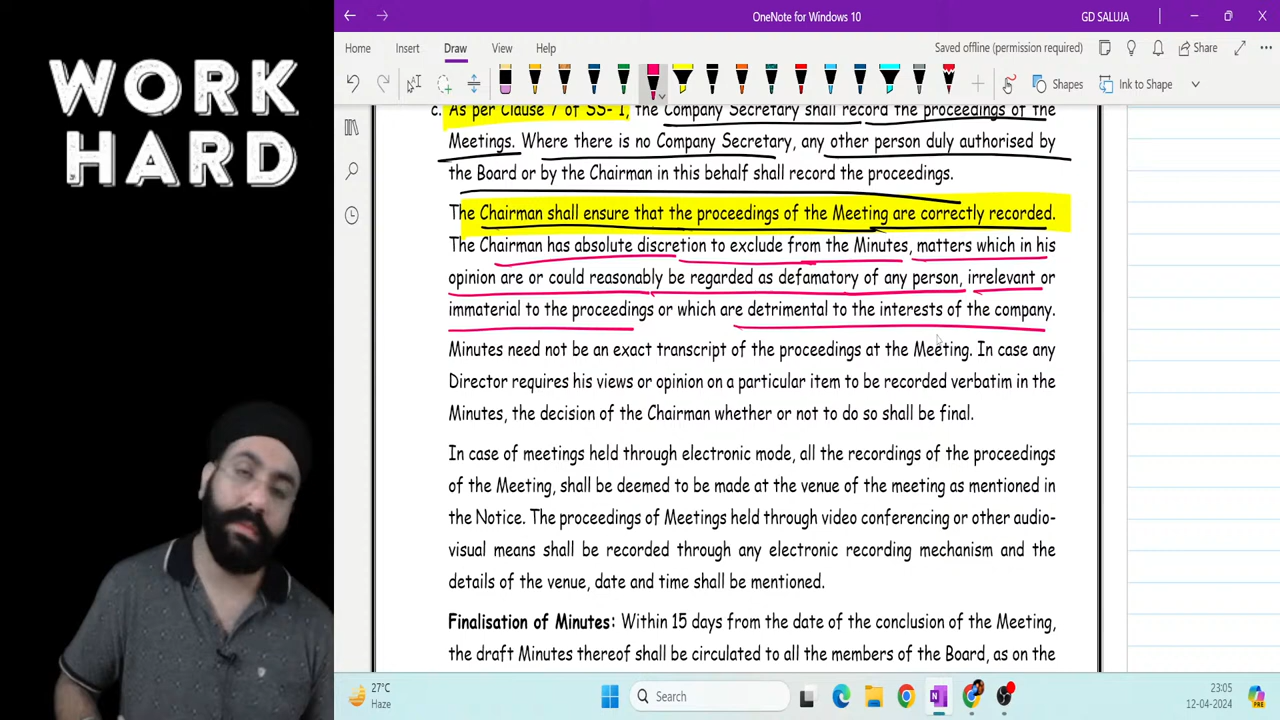 WORK
HARD
OneNote for Windows 10
GD SALUJA
Home Insert Draw View Help
Saved offline (permission required)
Share
Shapes
Ink to Shape
c. As per Clause 7 of SS- 1, the Company Secretary shall record the proceedings of the
Meetings. Where there is no Company Secretary, any other person duly authorised by
the Board or by the Chairman in this behalf shall record the proceedings.
The Chairman shall ensure that the proceedings of the Meeting are correctly recorded.
The Chairman has absolute discretion to exclude from the Minutes, matters which in his
opinion are or could reasonably be regarded as defamatory of any person, irrelevant or
immaterial to the proceedings or which are detrimental to the interests of the company.
Minutes need not be an exact transcript of the proceedings at the Meeting. In case any
Director requires his views or opinion on a particular item to be recorded verbatim in the
Minutes, the decision of the Chairman whether or not to do so shall be final.
In case of meetings held through electronic mode, all the recordings of the proceedings
of the Meeting, shall be deemed to be made at the venue of the meeting as mentioned in
the Notice. The proceedings of Meetings held through video conferencing or other audio-
visual means shall be recorded through any electronic recording mechanism and the
details of the venue, date and time shall be mentioned.
Finalisation of Minutes: Within 15 days from the date of the conclusion of the Meeting,
the draft Minutes thereof shall be circulated to all the members of the Board, as on the
27°C
Haze
Search
23:05
12-04-2024
PRE